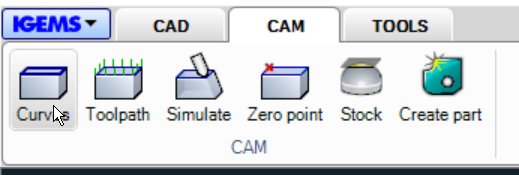 IGEMS CAD CAM TOOLS
Curves Toolpath Simulate Zero point Stock Create part
CAM